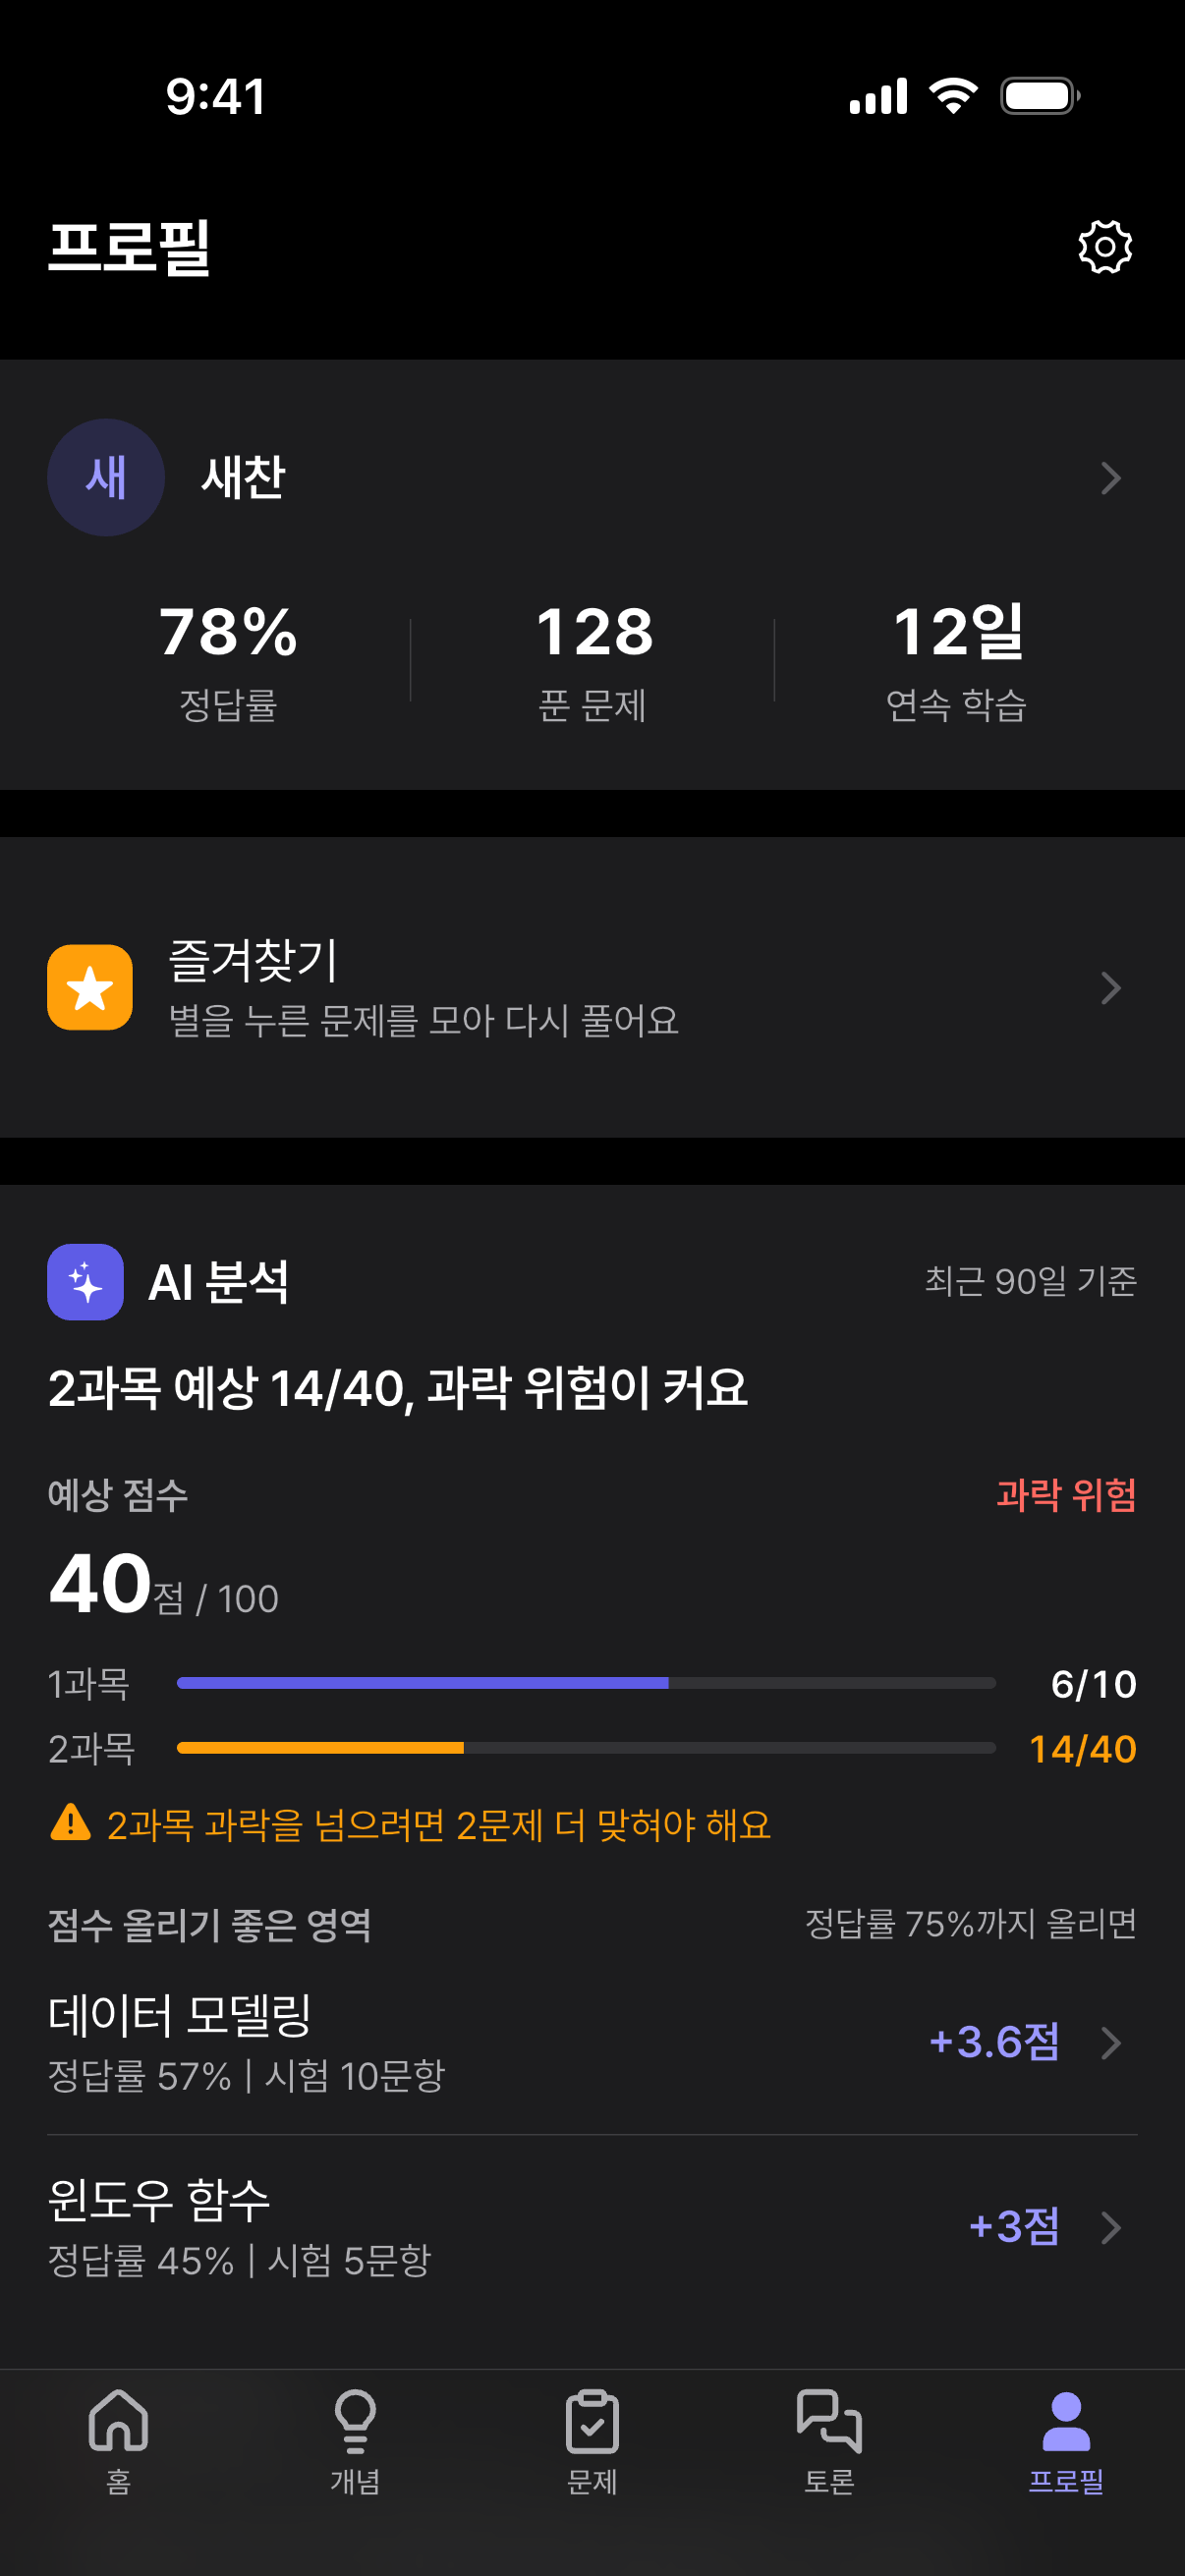 9:41
프로필
새
새찬
78%
정답률
128
푼 문제
12일
연속 학습
즐겨찾기
별을 누른 문제를 모아 다시 풀어요
AI 분석
최근 90일 기준
2과목 예상 14/40, 과락 위험이 커요
예상 점수
과락 위험
40점 / 100
1과목 6/10
2과목 14/40
2과목 과락을 넘으려면 2문제 더 맞혀야 해요
점수 올리기 좋은 영역
정답률 75%까지 올리면
데이터 모델링
정답률 57% | 시험 10문항
+3.6점
윈도우 함수
정답률 45% | 시험 5문항
+3점
홈
개념
문제
토론
프로필